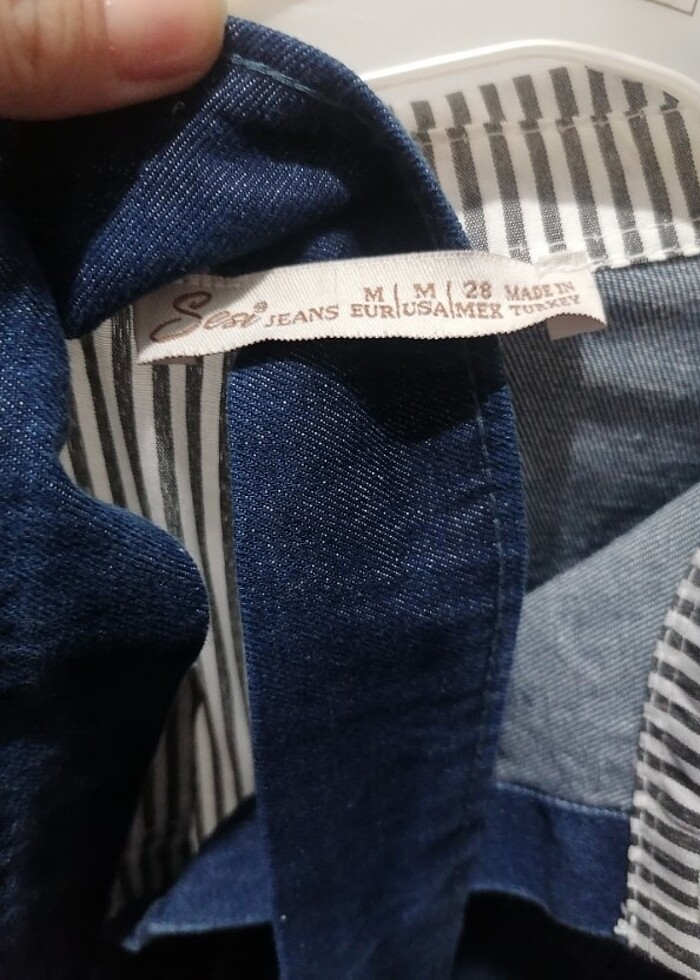 Sesi® JEANS
M EUR | M USA | 28 MEX
MADE IN
TURKEY